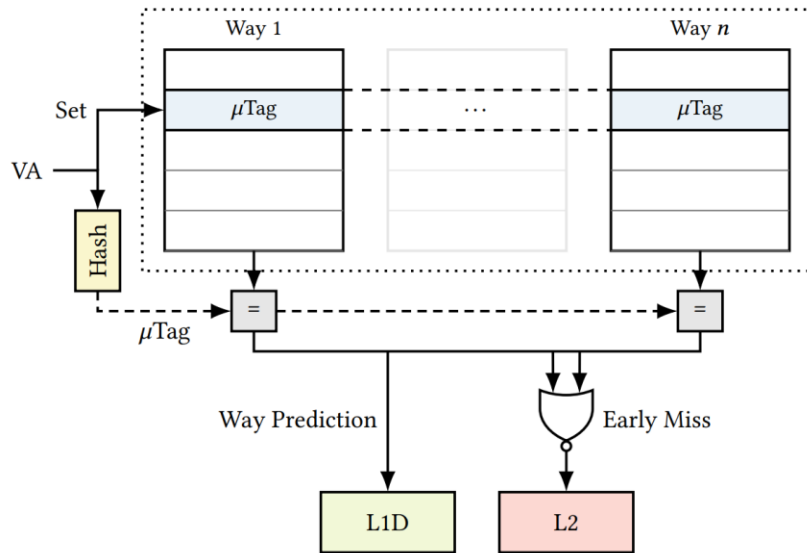 Way 1
Way n
Set
μTag
...
μTag
VA
Hash
=
=
μTag
Way Prediction
Early Miss
L1D
L2